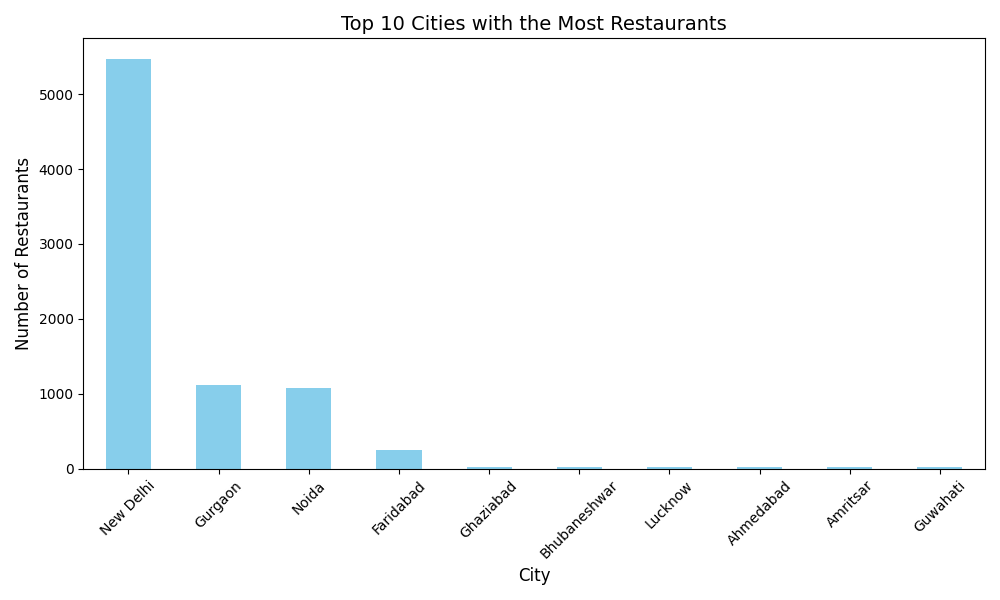 Top 10 Cities with the Most Restaurants
Number of Restaurants
5000
4000
3000
2000
1000
0
New Delhi
Gurgaon
Noida
Faridabad
Ghaziabad
Bhubaneshwar
Lucknow
Ahmedabad
Amritsar
Guwahati
City